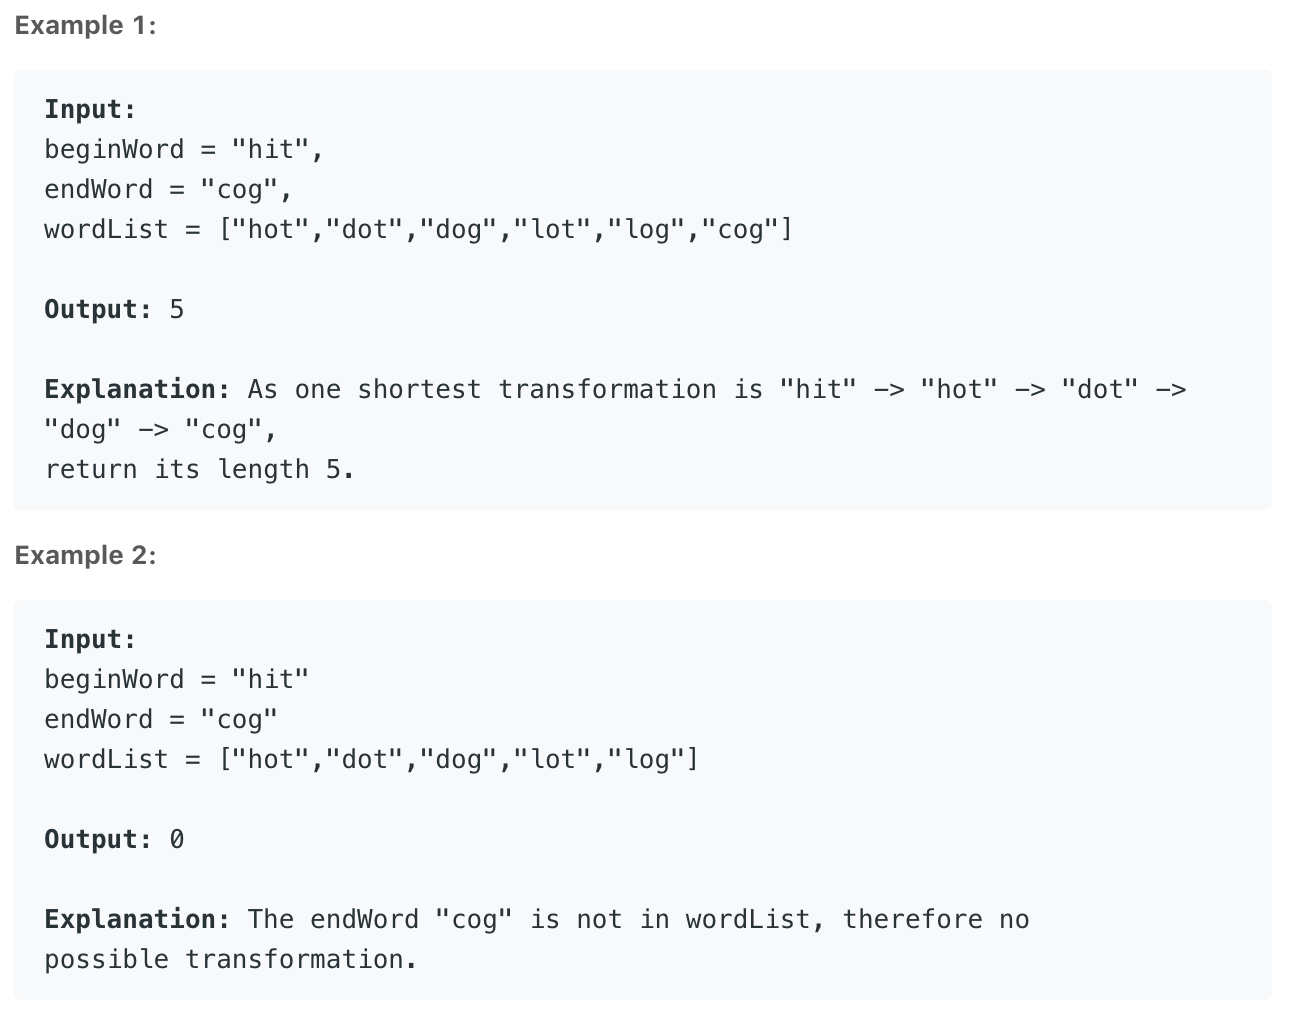 Example 1:
Input:
beginWord = "hit",
endWord = "cog",
wordList = ["hot","dot","dog","lot","log","cog"]
Output: 5
Explanation: As one shortest transformation is "hit" -> "hot" -> "dot" ->
"dog" -> "cog",
return its length 5.
Example 2:
Input:
beginWord = "hit"
endWord = "cog"
wordList = ["hot","dot","dog","lot","log"]
Output: 0
Explanation: The endWord "cog" is not in wordList, therefore no
possible transformation.